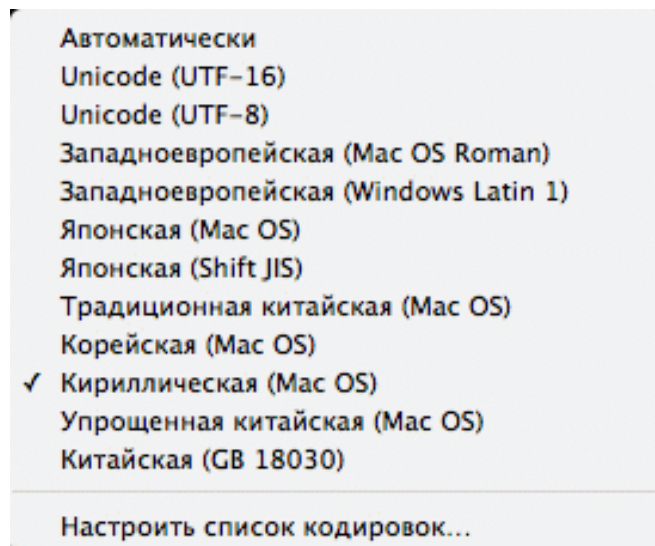 Автоматически
Unicode (UTF-16)
Unicode (UTF-8)
Западноевропейская (Mac OS Roman)
Западноевропейская (Windows Latin 1)
Японская (Mac OS)
Японская (Shift JIS)
Традиционная китайская (Mac OS)
Корейская (Mac OS)
✓ Кириллическая (Mac OS)
Упрощенная китайская (Mac OS)
Китайская (GB 18030)
Настроить список кодировок...